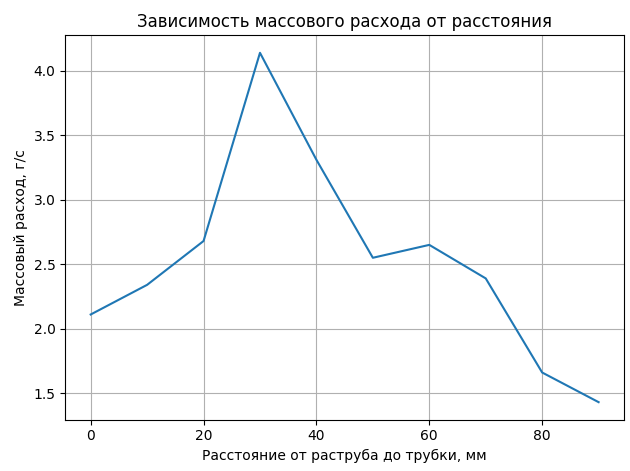 Зависимость массового расхода от расстояния
Массовый расход, г/с
4.0
3.5
3.0
2.5
2.0
1.5
0 20 40 60 80
Расстояние от раструба до трубки, мм